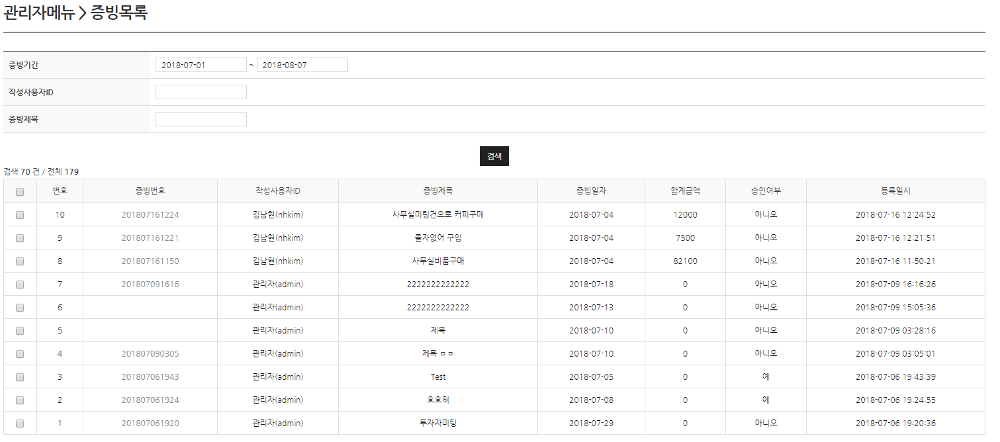 관리자메뉴 > 증빙목록
증빙기간 2018-07-01 ~ 2018-08-07
작성사용자ID
증빙제목
검색
검색 70 건 / 전체 179
번호 증빙번호 작성사용자ID 증빙제목 증빙일자 합계금액 승인여부 등록일시
10 201807161224 김남현(nhkim) 사무실미팅건으로 커피구매 2018-07-04 12000 아니오 2018-07-16 12:24:52
9 201807161221 김남현(nhkim) 줄자없어 구입 2018-07-04 7500 아니오 2018-07-16 12:21:51
8 201807161150 김남현(nhkim) 사무실비품구매 2018-07-04 82100 아니오 2018-07-16 11:50:21
7 201807091616 관리자(admin) 2222222222222 2018-07-18 0 아니오 2018-07-09 16:16:26
6 관리자(admin) 2222222222222 2018-07-13 0 아니오 2018-07-09 15:05:36
5 관리자(admin) 제목 2018-07-10 0 아니오 2018-07-09 03:28:16
4 201807090305 관리자(admin) 제목 ㅁㅁ 2018-07-10 0 아니오 2018-07-09 03:05:01
3 201807061943 관리자(admin) Test 2018-07-05 0 예 2018-07-06 19:43:39
2 201807061924 관리자(admin) 호호허 2018-07-08 0 예 2018-07-06 19:24:55
1 201807061920 관리자(admin) 투자자미팅 2018-07-29 0 아니오 2018-07-06 19:20:36